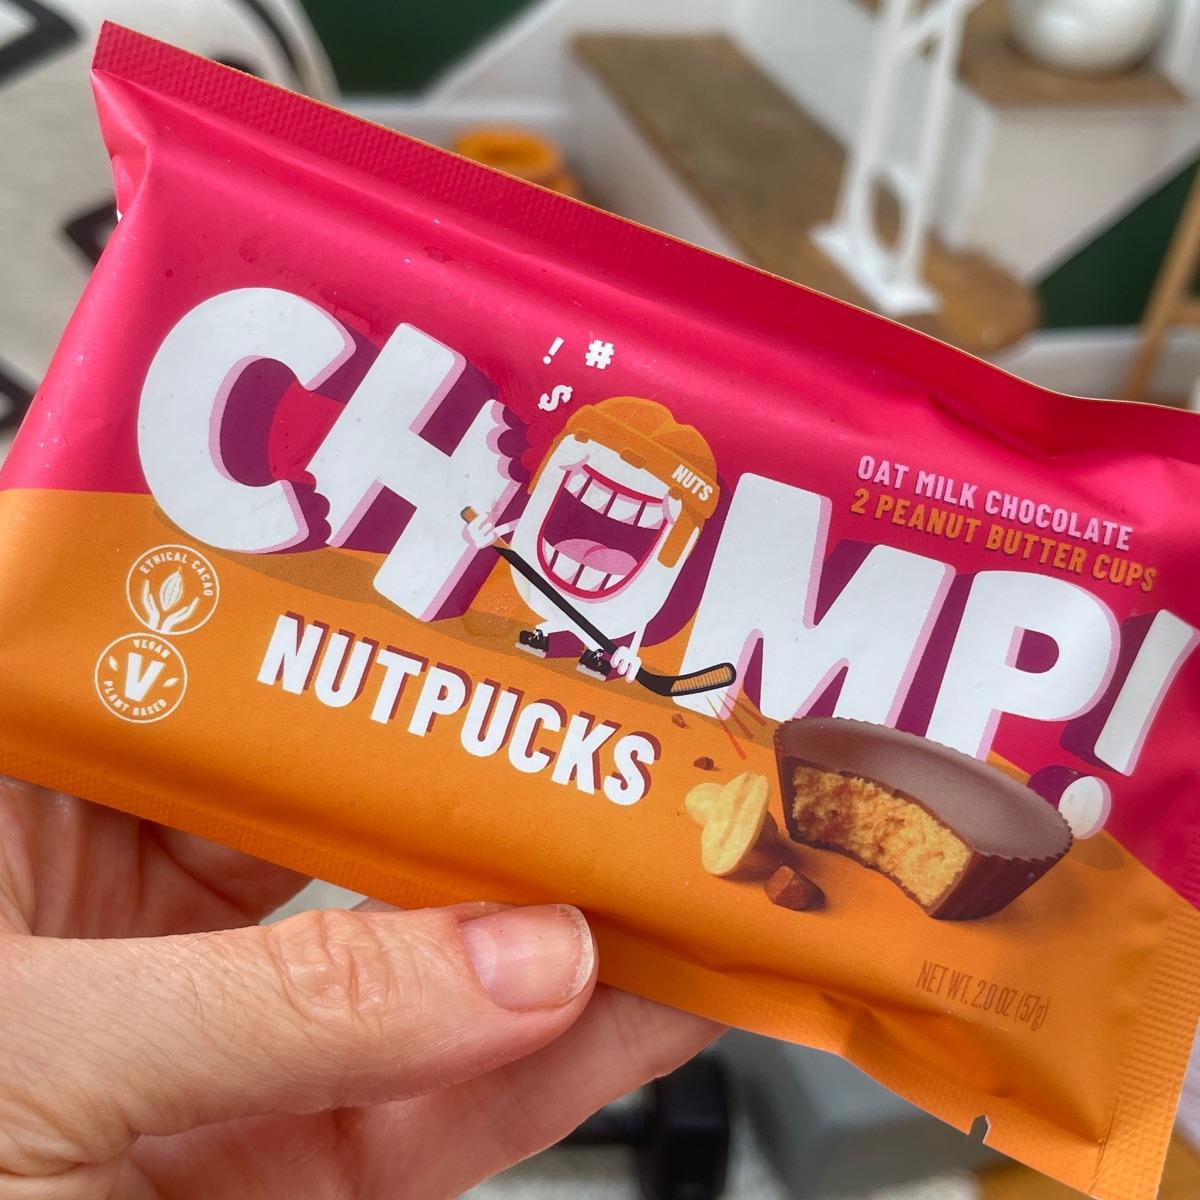 CHOMP!
! #
$
NUTS
OAT MILK CHOCOLATE
2 PEANUT BUTTER CUPS
ETHICAL CACAO
VEGAN
V
PLANT BASED
NUTPUCKS
NET WT. 2.0 OZ (57g)